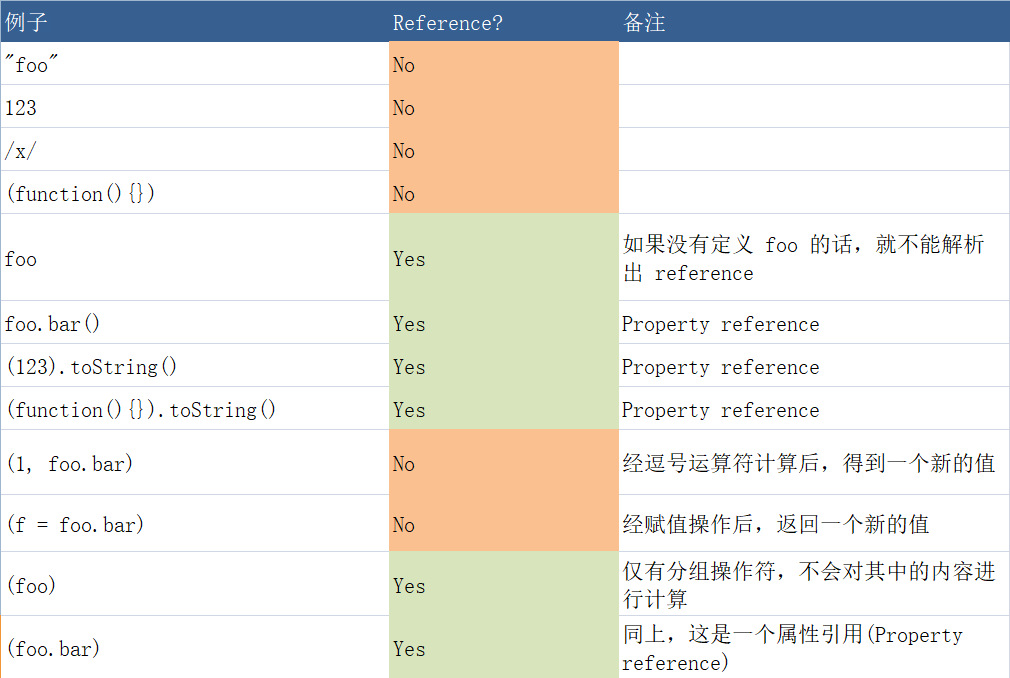 例子 Reference? 备注
"foo" No
123 No
/x/ No
(function(){}) No
foo Yes 如果没有定义 foo 的话，就不能解析
出 reference
foo.bar() Yes Property reference
(123).toString() Yes Property reference
(function(){}).toString() Yes Property reference
(1, foo.bar) No 经逗号运算符计算后，得到一个新的值
(f = foo.bar) No 经赋值操作后，返回一个新的值
(foo) Yes 仅有分组操作符，不会对其中的内容进
行计算
(foo.bar) Yes 同上，这是一个属性引用(Property
reference)